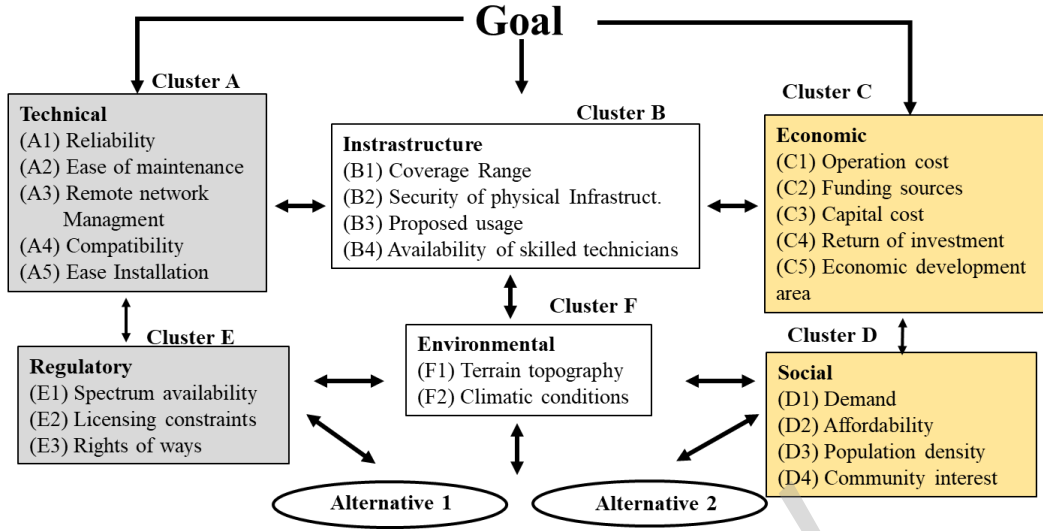 Goal
Cluster A
Technical
(A1) Reliability
(A2) Ease of maintenance
(A3) Remote network
Managment
(A4) Compatibility
(A5) Ease Installation
Cluster B
Instrastructure
(B1) Coverage Range
(B2) Security of physical Infrastruct.
(B3) Proposed usage
(B4) Availability of skilled technicians
Cluster C
Economic
(C1) Operation cost
(C2) Funding sources
(C3) Capital cost
(C4) Return of investment
(C5) Economic development
area
Cluster E
Regulatory
(E1) Spectrum availability
(E2) Licensing constraints
(E3) Rights of ways
Cluster F
Environmental
(F1) Terrain topography
(F2) Climatic conditions
Cluster D
Social
(D1) Demand
(D2) Affordability
(D3) Population density
(D4) Community interest
Alternative 1
Alternative 2